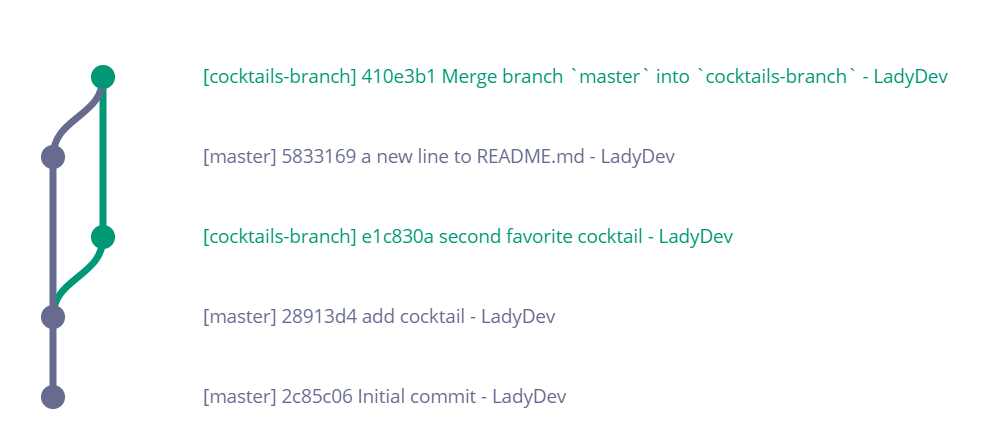 [cocktails-branch] 410e3b1 Merge branch `master` into `cocktails-branch` - LadyDev
[master] 5833169 a new line to README.md - LadyDev
[cocktails-branch] e1c830a second favorite cocktail - LadyDev
[master] 28913d4 add cocktail - LadyDev
[master] 2c85c06 Initial commit - LadyDev